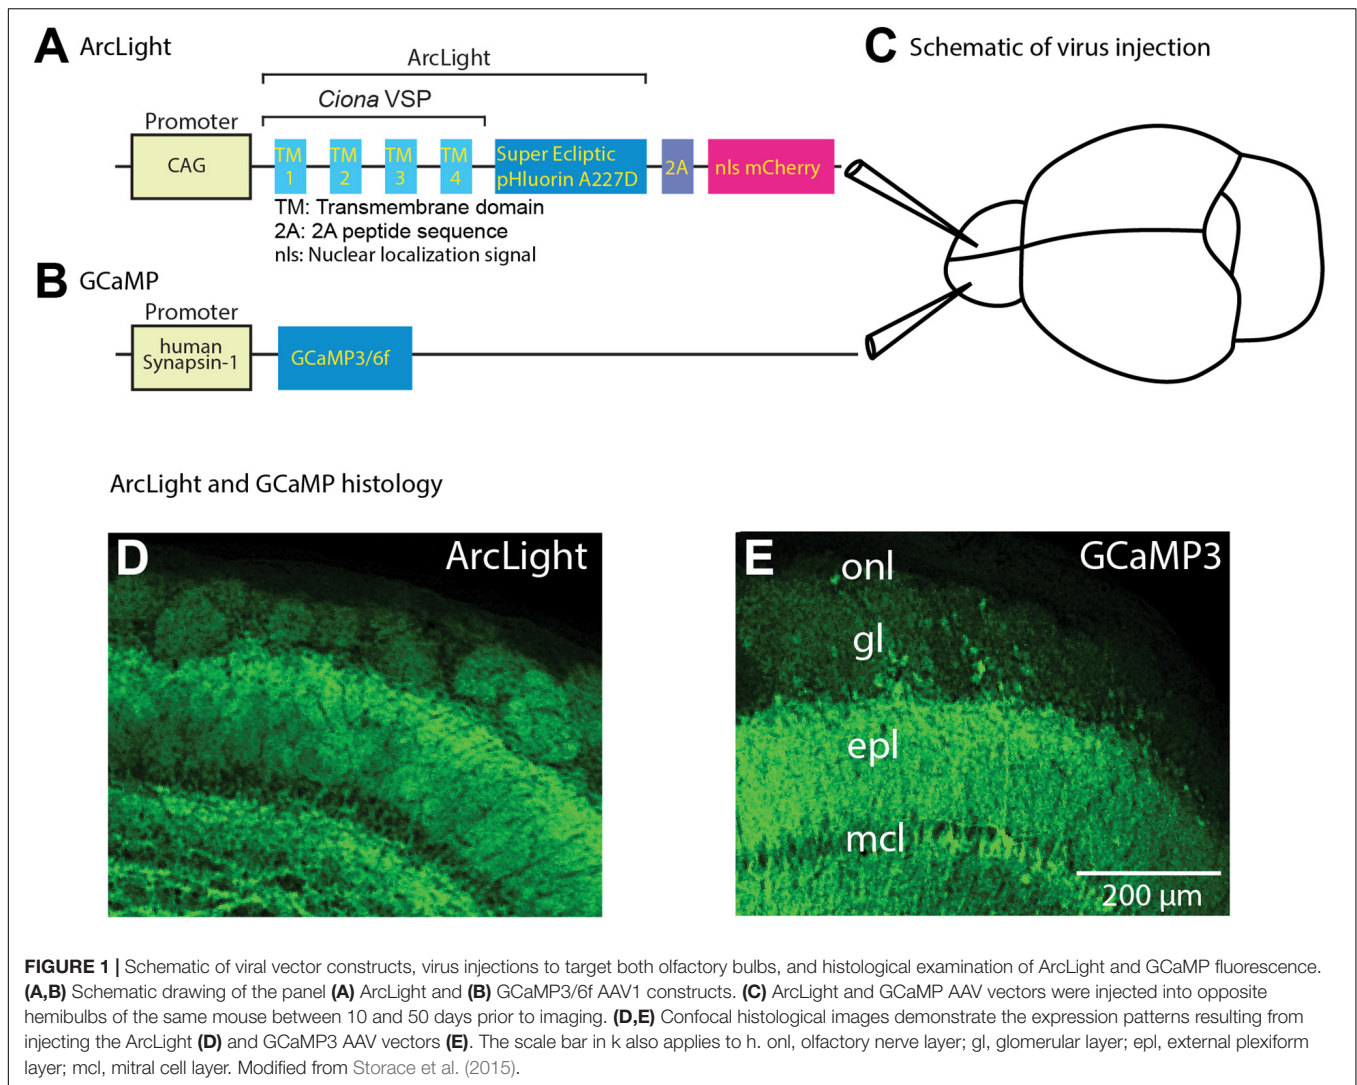 A ArcLight
ArcLight
Ciona VSP
Promoter
CAG
TM 1
TM 2
TM 3
TM 4
Super Ecliptic
pHluorin A227D
2A
nls mCherry
TM: Transmembrane domain
2A: 2A peptide sequence
nls: Nuclear localization signal
B GCaMP
Promoter
human
Synapsin-1
GCaMP3/6f
C Schematic of virus injection
ArcLight and GCaMP histology
D ArcLight
E GCaMP3
onl
gl
epl
mcl
200 µm
FIGURE 1 | Schematic of viral vector constructs, virus injections to target both olfactory bulbs, and histological examination of ArcLight and GCaMP fluorescence.
(A,B) Schematic drawing of the panel (A) ArcLight and (B) GCaMP3/6f AAV1 constructs. (C) ArcLight and GCaMP AAV vectors were injected into opposite
hemibulbs of the same mouse between 10 and 50 days prior to imaging. (D,E) Confocal histological images demonstrate the expression patterns resulting from
injecting the ArcLight (D) and GCaMP3 AAV vectors (E). The scale bar in k also applies to h. onl, olfactory nerve layer; gl, glomerular layer; epl, external plexiform
layer; mcl, mitral cell layer. Modified from Storace et al. (2015).